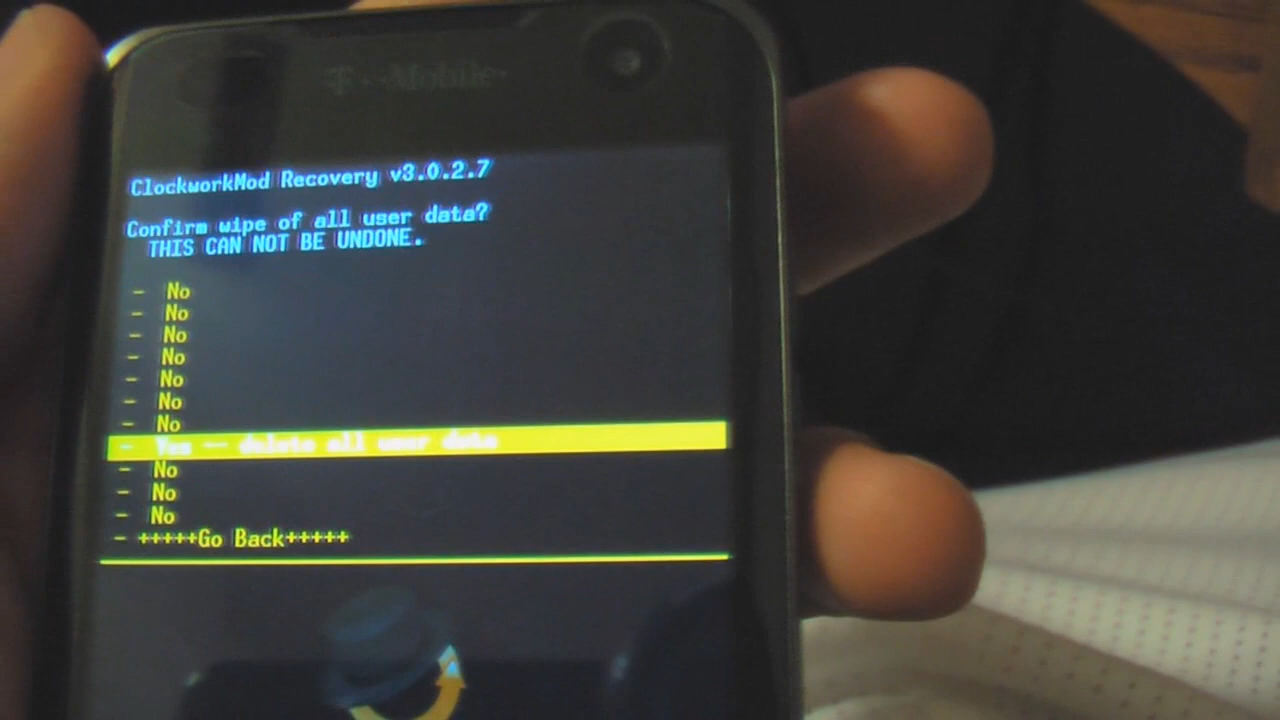 T-Mobile
ClockworkMod Recovery v3.0.2.7
Confirm wipe of all user data?
THIS CAN NOT BE UNDONE.
- No
- No
- No
- No
- No
- No
- No
- Yes -- delete all user data
- No
- No
- No
- +++++Go Back+++++